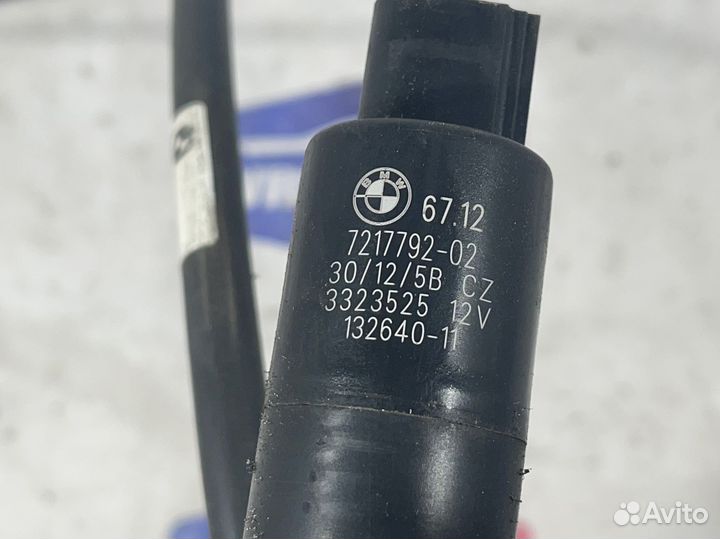 BMW 67.12
7217792-02
30/12/5B CZ
3323525 12V
132640-11
Avito